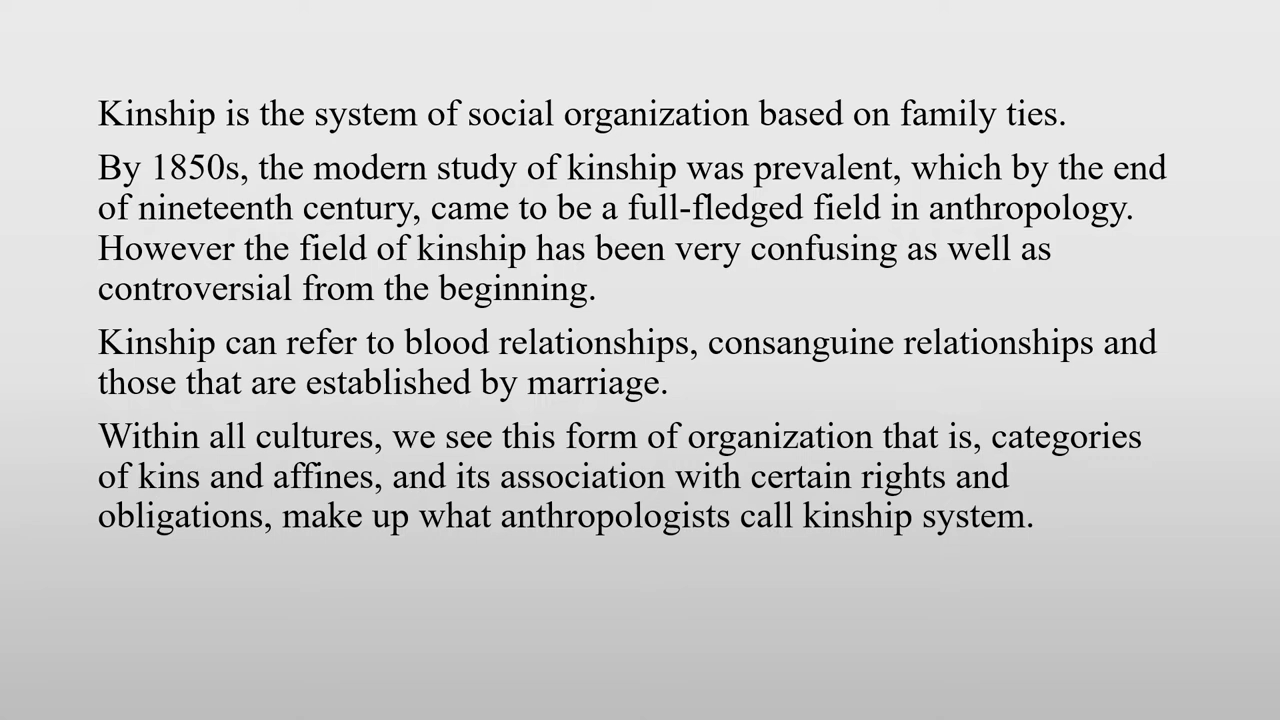 Kinship is the system of social organization based on family ties.
By 1850s, the modern study of kinship was prevalent, which by the end
of nineteenth century, came to be a full-fledged field in anthropology.
However the field of kinship has been very confusing as well as
controversial from the beginning.
Kinship can refer to blood relationships, consanguine relationships and
those that are established by marriage.
Within all cultures, we see this form of organization that is, categories
of kins and affines, and its association with certain rights and
obligations, make up what anthropologists call kinship system.